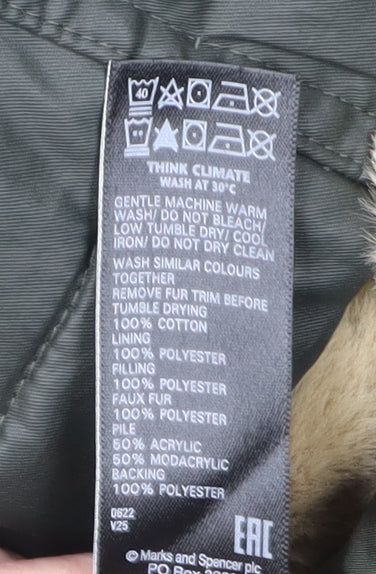 40
THINK CLIMATE
WASH AT 30°C
GENTLE MACHINE WARM
WASH/ DO NOT BLEACH/
LOW TUMBLE DRY/ COOL
IRON/ DO NOT DRY CLEAN
WASH SIMILAR COLOURS
TOGETHER
REMOVE FUR TRIM BEFORE
TUMBLE DRYING
100% COTTON
LINING
100% POLYESTER
FILLING
100% POLYESTER
FAUX FUR
100% POLYESTER
PILE
50% ACRYLIC
50% MODACRYLIC
BACKING
100% POLYESTER
0622
V25
EAC
© Marks and Spencer plc
PO Box